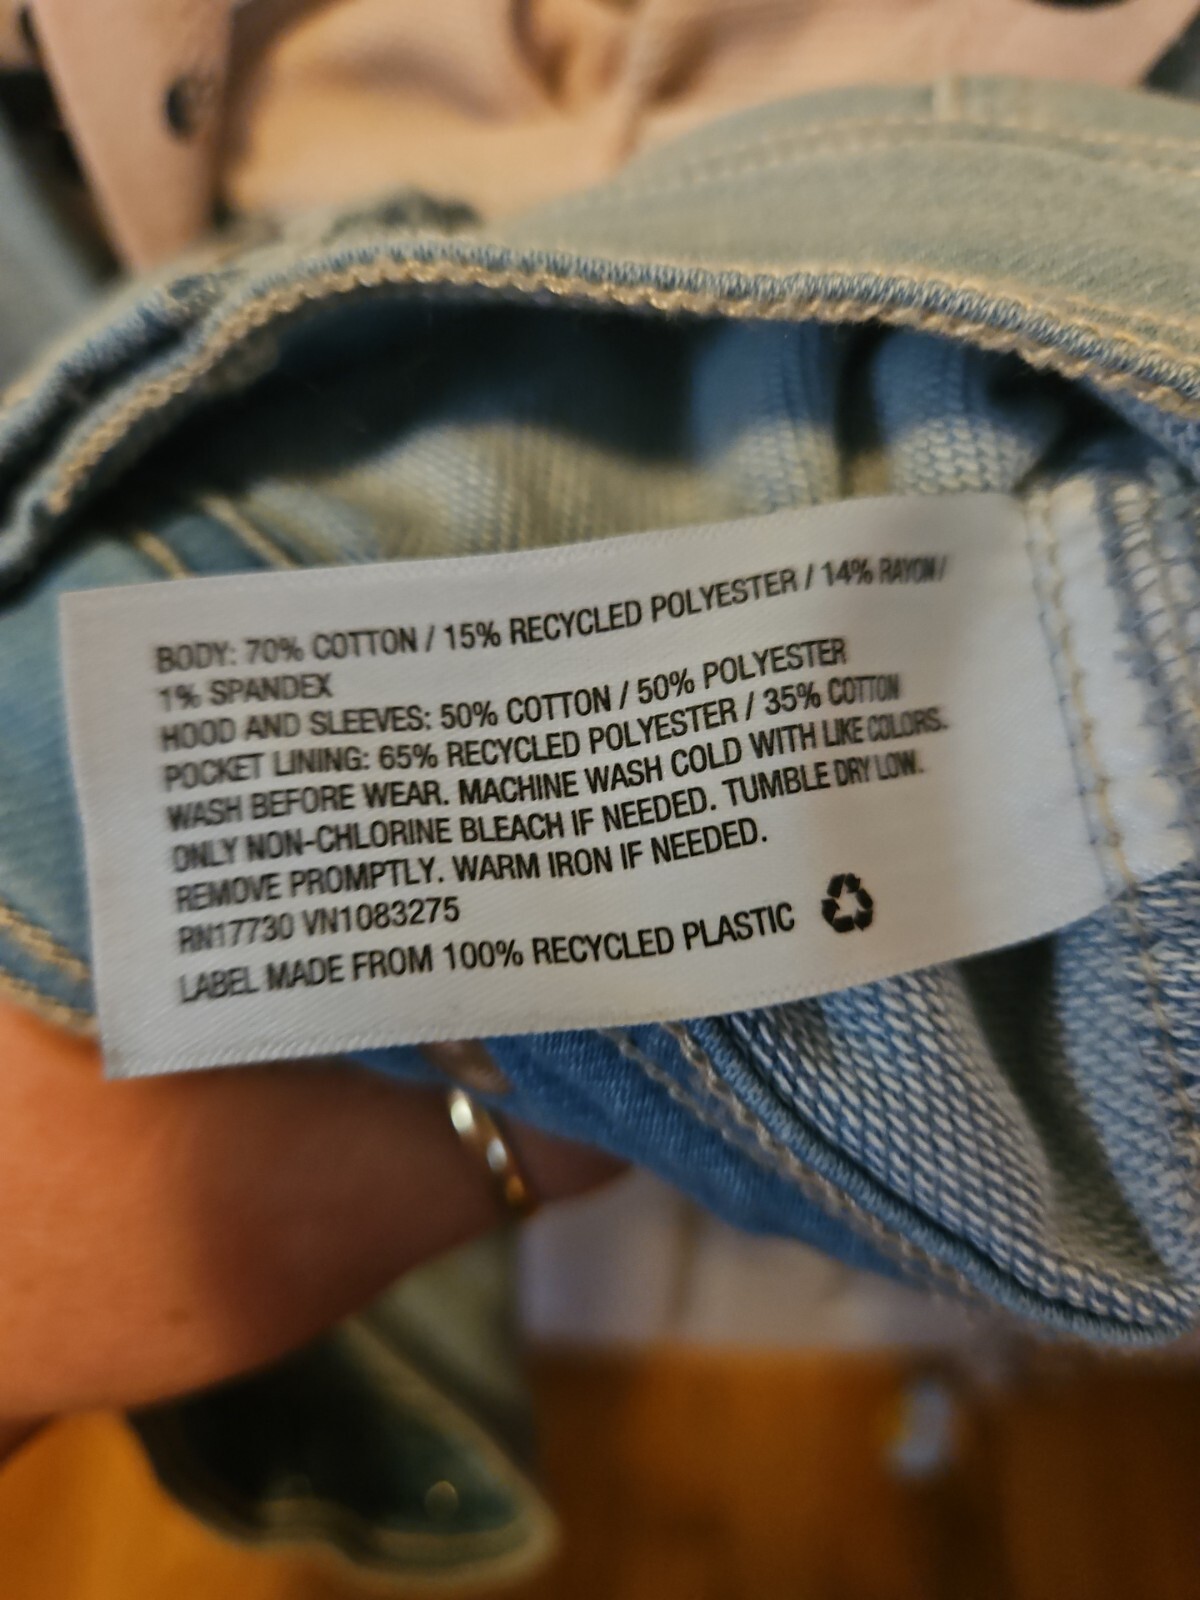 BODY: 70% COTTON / 15% RECYCLED POLYESTER / 14% RAYON /
1% SPANDEX
HOOD AND SLEEVES: 50% COTTON / 50% POLYESTER
POCKET LINING: 65% RECYCLED POLYESTER / 35% COTTON
WASH BEFORE WEAR. MACHINE WASH COLD WITH LIKE COLORS.
ONLY NON-CHLORINE BLEACH IF NEEDED. TUMBLE DRY LOW.
REMOVE PROMPTLY. WARM IRON IF NEEDED.
RN17730 VN1083275
LABEL MADE FROM 100% RECYCLED PLASTIC